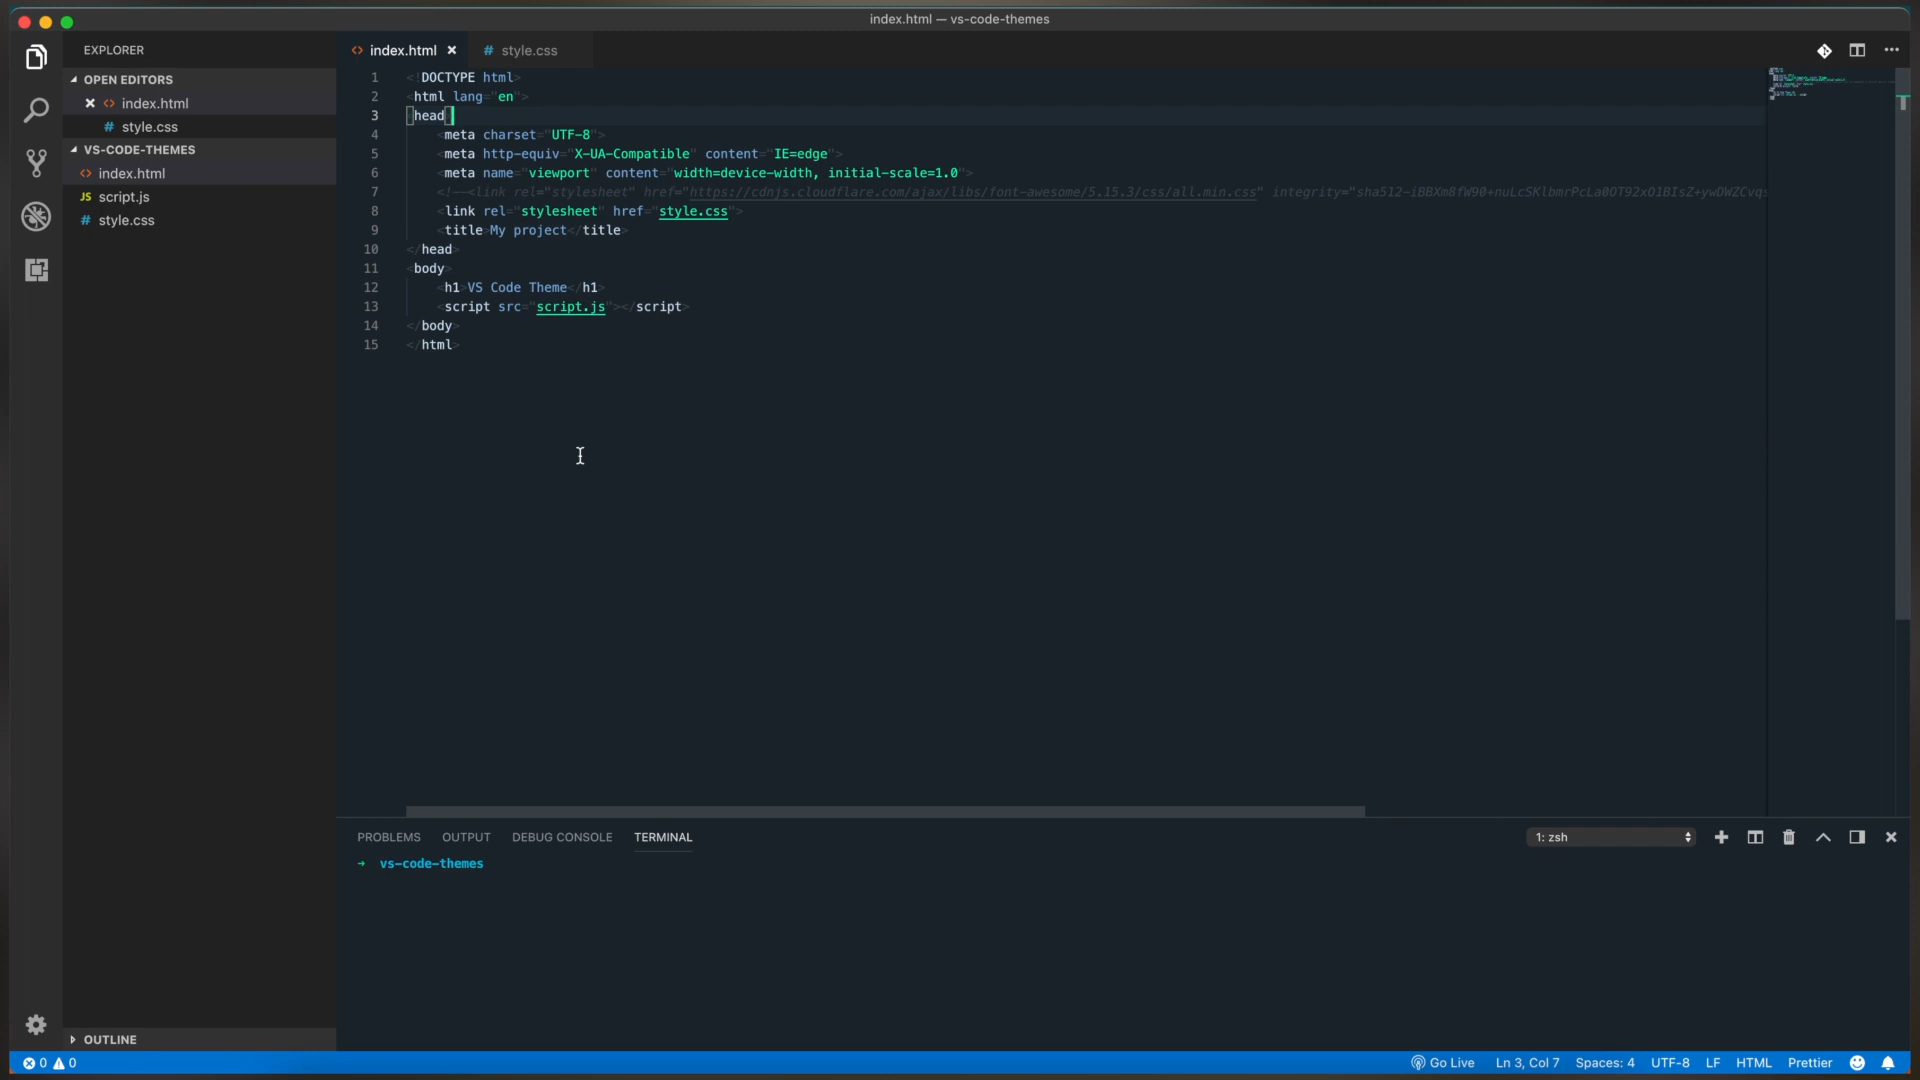 index.html — vs-code-themes
EXPLORER
OPEN EDITORS
index.html
# style.css
VS-CODE-THEMES
<> index.html
JS script.js
# style.css
OUTLINE
<> index.html
# style.css
1 <!DOCTYPE html>
2 <html lang="en">
3 <head>
4 <meta charset="UTF-8">
5 <meta http-equiv="X-UA-Compatible" content="IE=edge">
6 <meta name="viewport" content="width=device-width, initial-scale=1.0">
7 <!--<link rel="stylesheet" href="https://cdnjs.cloudflare.com/ajax/libs/font-awesome/5.15.3/css/all.min.css" integrity="sha512-iBBXm8fW90+nuLcSKlbmrPcLa0OT92xO1BIsZ+ywDWZCvqs
8 <link rel="stylesheet" href="style.css">
9 <title>My project</title>
10 </head>
11 <body>
12 <h1>VS Code Theme</h1>
13 <script src="script.js"></script>
14 </body>
15 </html>
PROBLEMS OUTPUT DEBUG CONSOLE TERMINAL
1: zsh
→ vs-code-themes
0 0
Go Live Ln 3, Col 7 Spaces: 4 UTF-8 LF HTML Prettier